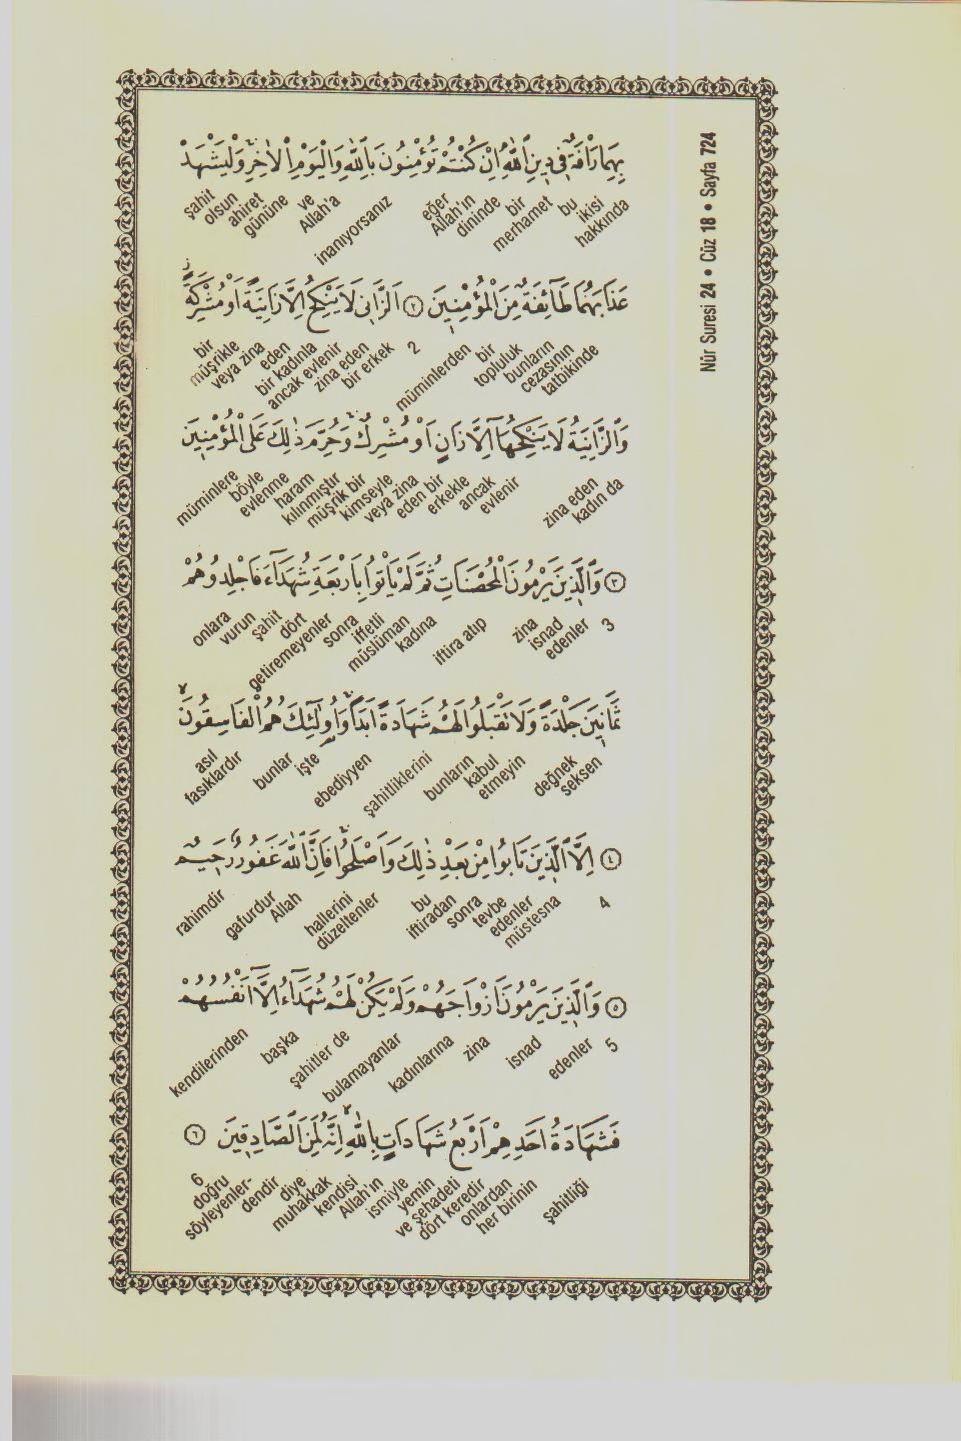 Nûr Suresi 24 • Cüz 18 • Sayfa 724
بِهِمَا رَاْفَةٌ فٖى دٖينِ اللّٰهِ اِنْ كُنْتُمْ تُؤْمِنُونَ بِاللّٰهِ وَالْيَوْمِ الْاٰخِرِۚ وَلْيَشْهَدْ
hakkında ikisi bu merhamet bir dininde Allah'ın eğer inanıyorsanız Allah'a ve gününe ahiret olsun şahit
عَذَابَهُمَا طَٓائِفَةٌ مِنَ الْمُؤْمِنٖينَ ﴿٢﴾ اَلزَّانٖى لَا يَنْكِحُ اِلَّا زَانِيَةً اَوْ مُشْرِكَةًؗ
tatbikinde cezasının bunların topluluk bir müminlerden 2 bir erkek zina eden ancak evlenir bir kadınla eden veya zina müşrikle bir
وَالزَّانِيَةُ لَا يَنْكِحُهَٓا اِلَّا زَانٍ اَوْ مُشْرِكٌۚ وَحُرِّمَ ذٰلِكَ عَلَى الْمُؤْمِنٖينَ
kadın da zina eden evlenir ancak erkekle eden bir veya zina kimseyle müşrik bir kılınmıştır haram evlenme böyle müminlere
﴿٣﴾ وَالَّذٖينَ يَرْمُونَ الْمُحْصَنَاتِ ثُمَّ لَمْ يَاْتُوا بِاَرْبَعَةِ شُهَدَٓاءَ فَاجْلِدُوهُمْ
3 edenler isnad zina iftira atıp kadına müslüman iffetli sonra getiremeyenler dört şahit vurun onlara
ثَمَانٖينَ جَلْدَةً وَلَا تَقْبَلُوا لَهُمْ شَهَادَةً اَبَدًاۚ وَاُولٰٓئِكَ هُمُ الْفَاسِقُونَۙ
seksen değnek etmeyin kabul bunların şahitliklerini ebediyyen işte bunlar fasıklardır asıl
﴿٤﴾ اِلَّا الَّذٖينَ تَابُوا مِنْ بَعْدِ ذٰلِكَ وَاَصْلَحُواۚ فَاِنَّ اللّٰهَ غَفُورٌ رَحٖيمٌ
4 müstesna edenler tevbe sonra iftiradan bu düzeltenler hallerini Allah gafurdur rahimdir
﴿٥﴾ وَالَّذٖينَ يَرْمُونَ اَزْوَاجَهُمْ وَلَمْ يَكُنْ لَهُمْ شُهَدَٓاءُ اِلَّٓا اَنْفُسُهُمْ
5 edenler isnad zina kadınlarına bulamayanlar şahitler de başka kendilerinden
فَشَهَادَةُ اَحَدِهِمْ اَرْبَعُ شَهَادَاتٍ بِاللّٰهِۙ اِنَّهُ لَمِنَ الصَّادِقٖينَ ﴿٦﴾
şahitliği her birinin onlardan dört keredir ve şehadeti yemin ismiyle Allah'ın kendisi muhakkak diye dendir söyleyenler- doğru 6